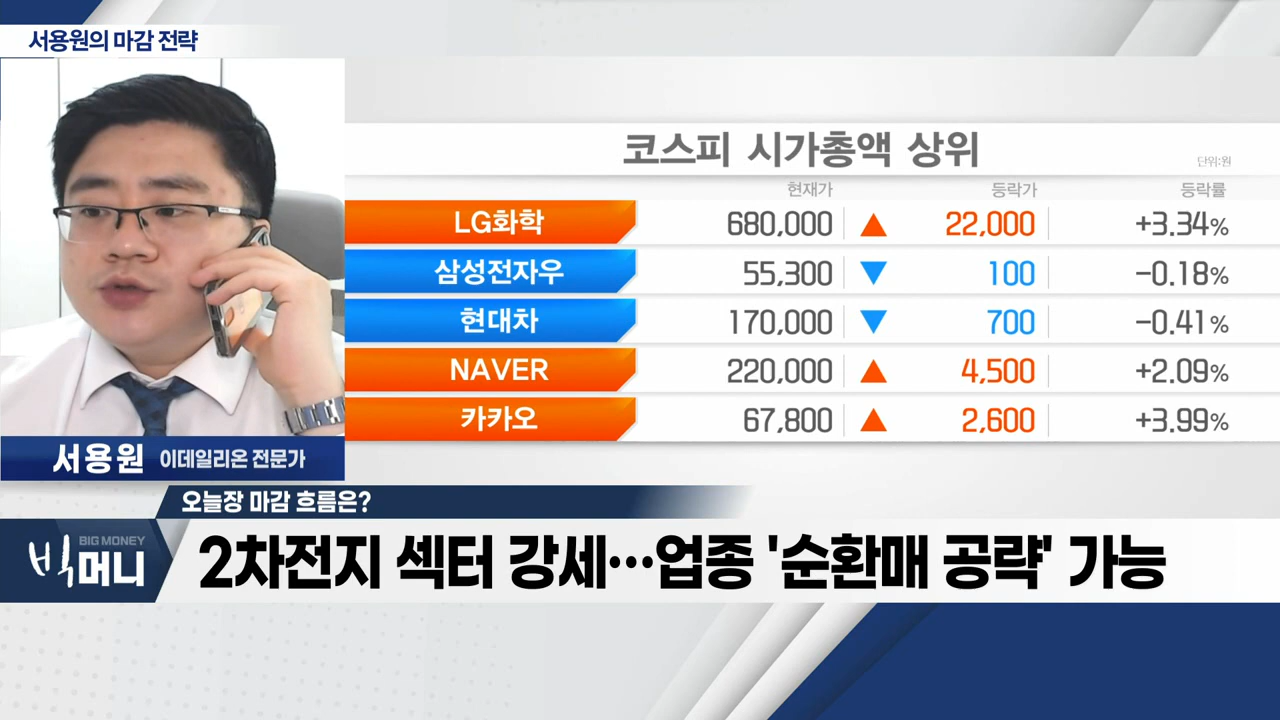 서용원의 마감 전략
코스피 시가총액 상위
단위:원
현재가 등락가 등락률
LG화학 680,000 ▲ 22,000 +3.34%
삼성전자우 55,300 ▼ 100 -0.18%
현대차 170,000 ▼ 700 -0.41%
NAVER 220,000 ▲ 4,500 +2.09%
카카오 67,800 ▲ 2,600 +3.99%
서용원 이데일리온 전문가
오늘장 마감 흐름은?
BIG MONEY
빅머니
2차전지 섹터 강세…업종 '순환매 공략' 가능